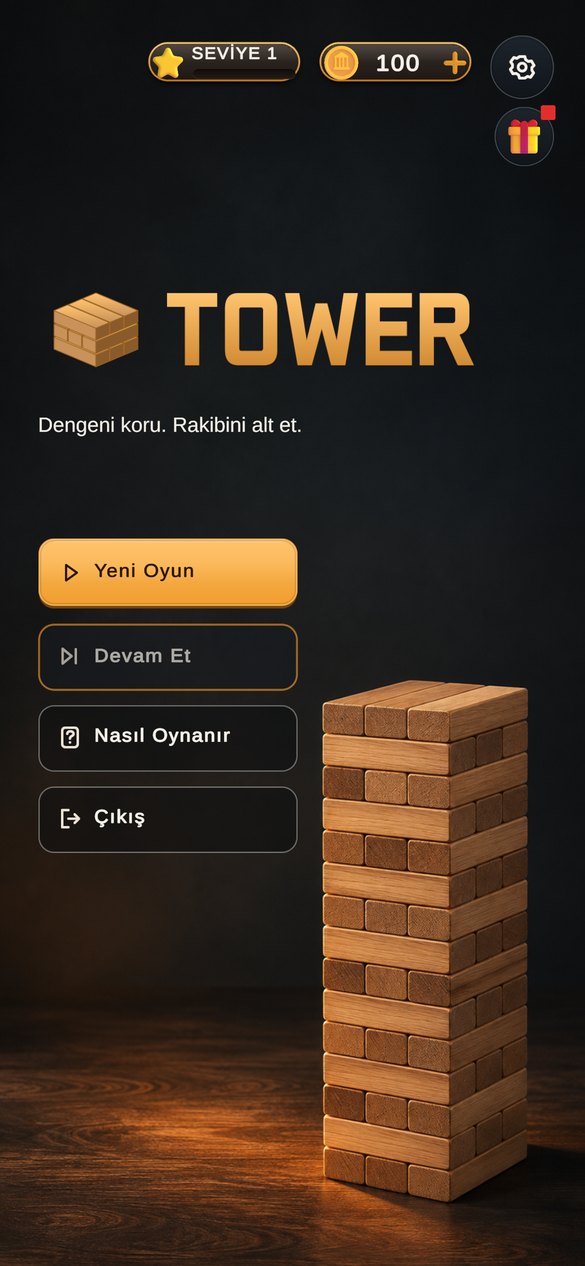 SEVİYE 1
100
TOWER
Dengeni koru. Rakibini alt et.
Yeni Oyun
Devam Et
Nasıl Oynanır
Çıkış